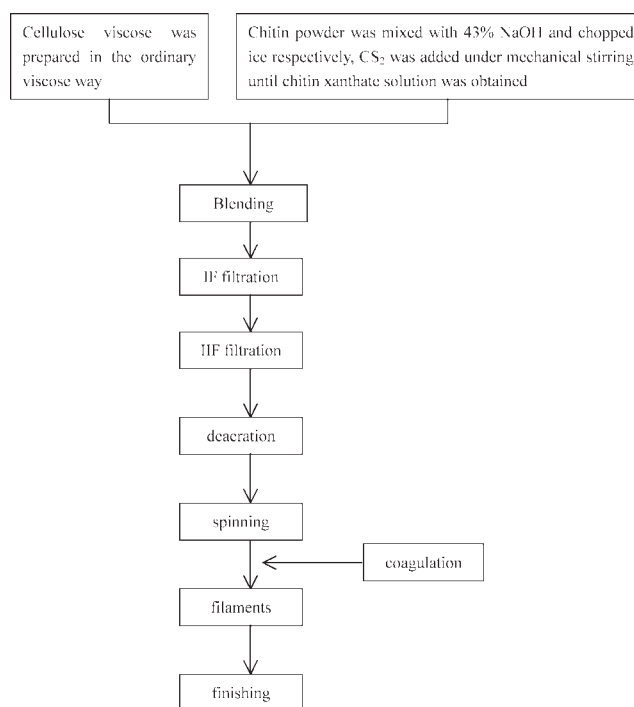 Cellulose viscose was
prepared in the ordinary
viscose way
Chitin powder was mixed with 43% NaOH and chopped
ice respectively, CS₂ was added under mechanical stirring
until chitin xanthate solution was obtained
Blending
IF filtration
IIF filtration
deacration
spinning
coagulation
filaments
finishing